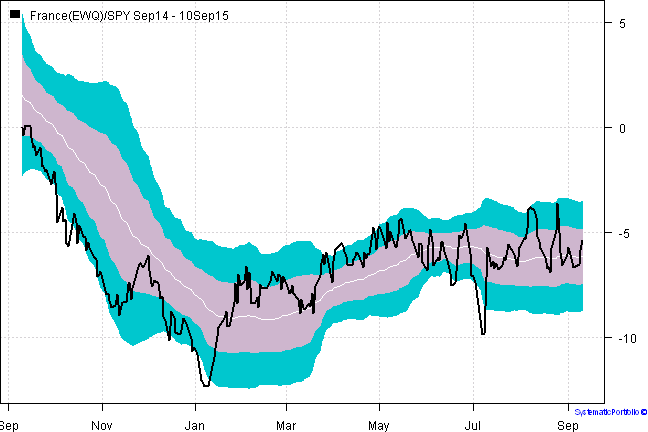 France(EWQ)/SPY Sep14 - 10Sep15
5
0
-5
-10
Sep
Nov
Jan
Mar
May
Jul
Sep
SystematicPortfolio ©